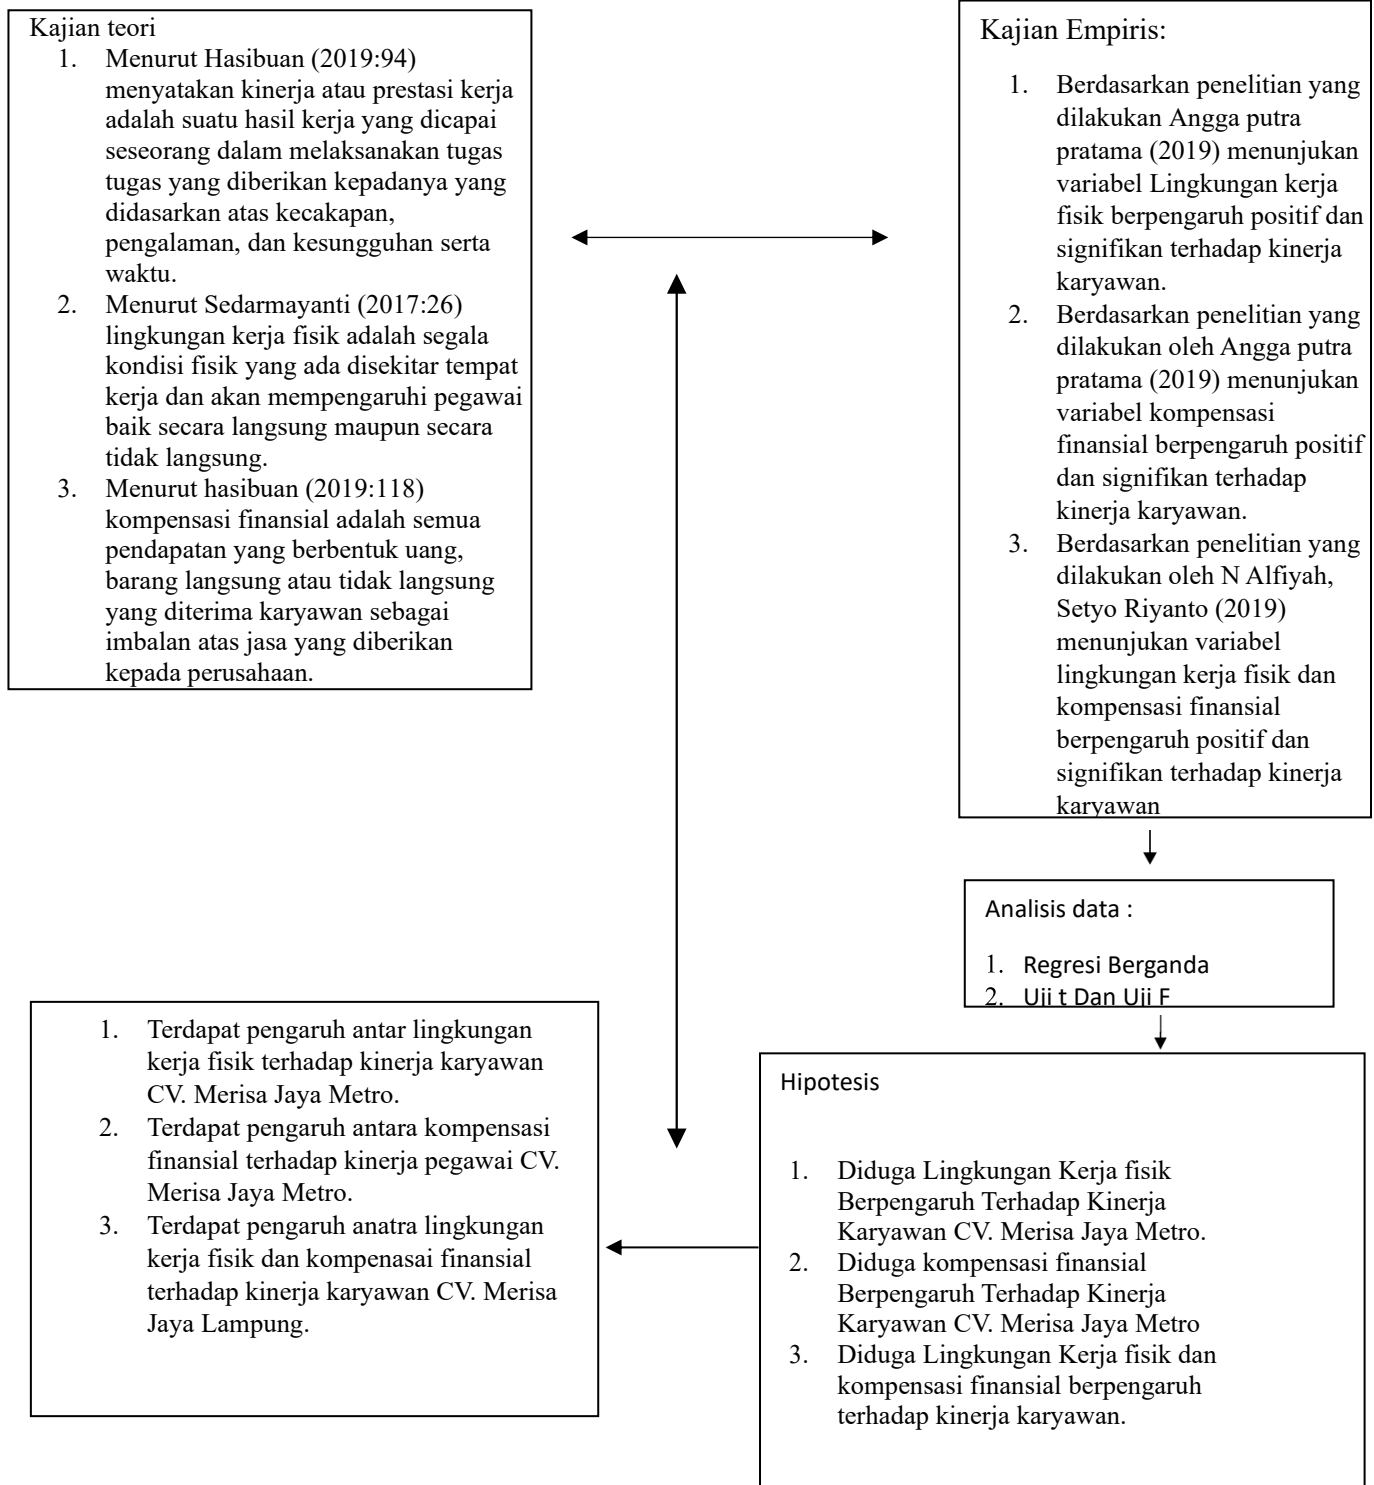 Kajian teori
1. Menurut Hasibuan (2019:94)
menyatakan kinerja atau prestasi kerja
adalah suatu hasil kerja yang dicapai
seseorang dalam melaksanakan tugas
tugas yang diberikan kepadanya yang
didasarkan atas kecakapan,
pengalaman, dan kesungguhan serta
waktu.
2. Menurut Sedarmayanti (2017:26)
lingkungan kerja fisik adalah segala
kondisi fisik yang ada disekitar tempat
kerja dan akan mempengaruhi pegawai
baik secara langsung maupun secara
tidak langsung.
3. Menurut hasibuan (2019:118)
kompensasi finansial adalah semua
pendapatan yang berbentuk uang,
barang langsung atau tidak langsung
yang diterima karyawan sebagai
imbalan atas jasa yang diberikan
kepada perusahaan.
Kajian Empiris:
1. Berdasarkan penelitian yang
dilakukan Angga putra
pratama (2019) menunjukan
variabel Lingkungan kerja
fisik berpengaruh positif dan
signifikan terhadap kinerja
karyawan.
2. Berdasarkan penelitian yang
dilakukan oleh Angga putra
pratama (2019) menunjukan
variabel kompensasi
finansial berpengaruh positif
dan signifikan terhadap
kinerja karyawan.
3. Berdasarkan penelitian yang
dilakukan oleh N Alfiyah,
Setyo Riyanto (2019)
menunjukan variabel
lingkungan kerja fisik dan
kompensasi finansial
berpengaruh positif dan
signifikan terhadap kinerja
karyawan
Analisis data :
1. Regresi Berganda
2. Uji t Dan Uji F
Hipotesis
1. Diduga Lingkungan Kerja fisik
Berpengaruh Terhadap Kinerja
Karyawan CV. Merisa Jaya Metro.
2. Diduga kompensasi finansial
Berpengaruh Terhadap Kinerja
Karyawan CV. Merisa Jaya Metro
3. Diduga Lingkungan Kerja fisik dan
kompensasi finansial berpengaruh
terhadap kinerja karyawan.
1. Terdapat pengaruh antar lingkungan
kerja fisik terhadap kinerja karyawan
CV. Merisa Jaya Metro.
2. Terdapat pengaruh antara kompensasi
finansial terhadap kinerja pegawai CV.
Merisa Jaya Metro.
3. Terdapat pengaruh anatra lingkungan
kerja fisik dan kompenasai finansial
terhadap kinerja karyawan CV. Merisa
Jaya Lampung.